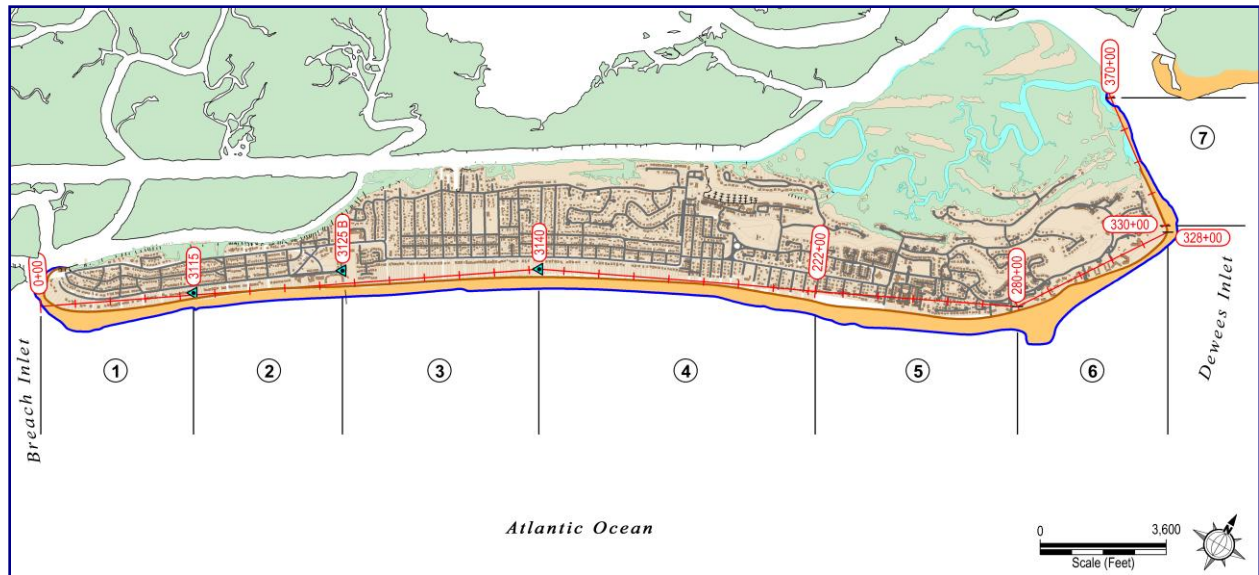 370+00
7
3125 B
3140
330+00
328+00
3115
222+00
0+00
280+00
1
2
3
4
5
6
Breach Inlet
Dewees Inlet
Atlantic Ocean
0 3,600
Scale (Feet)
N